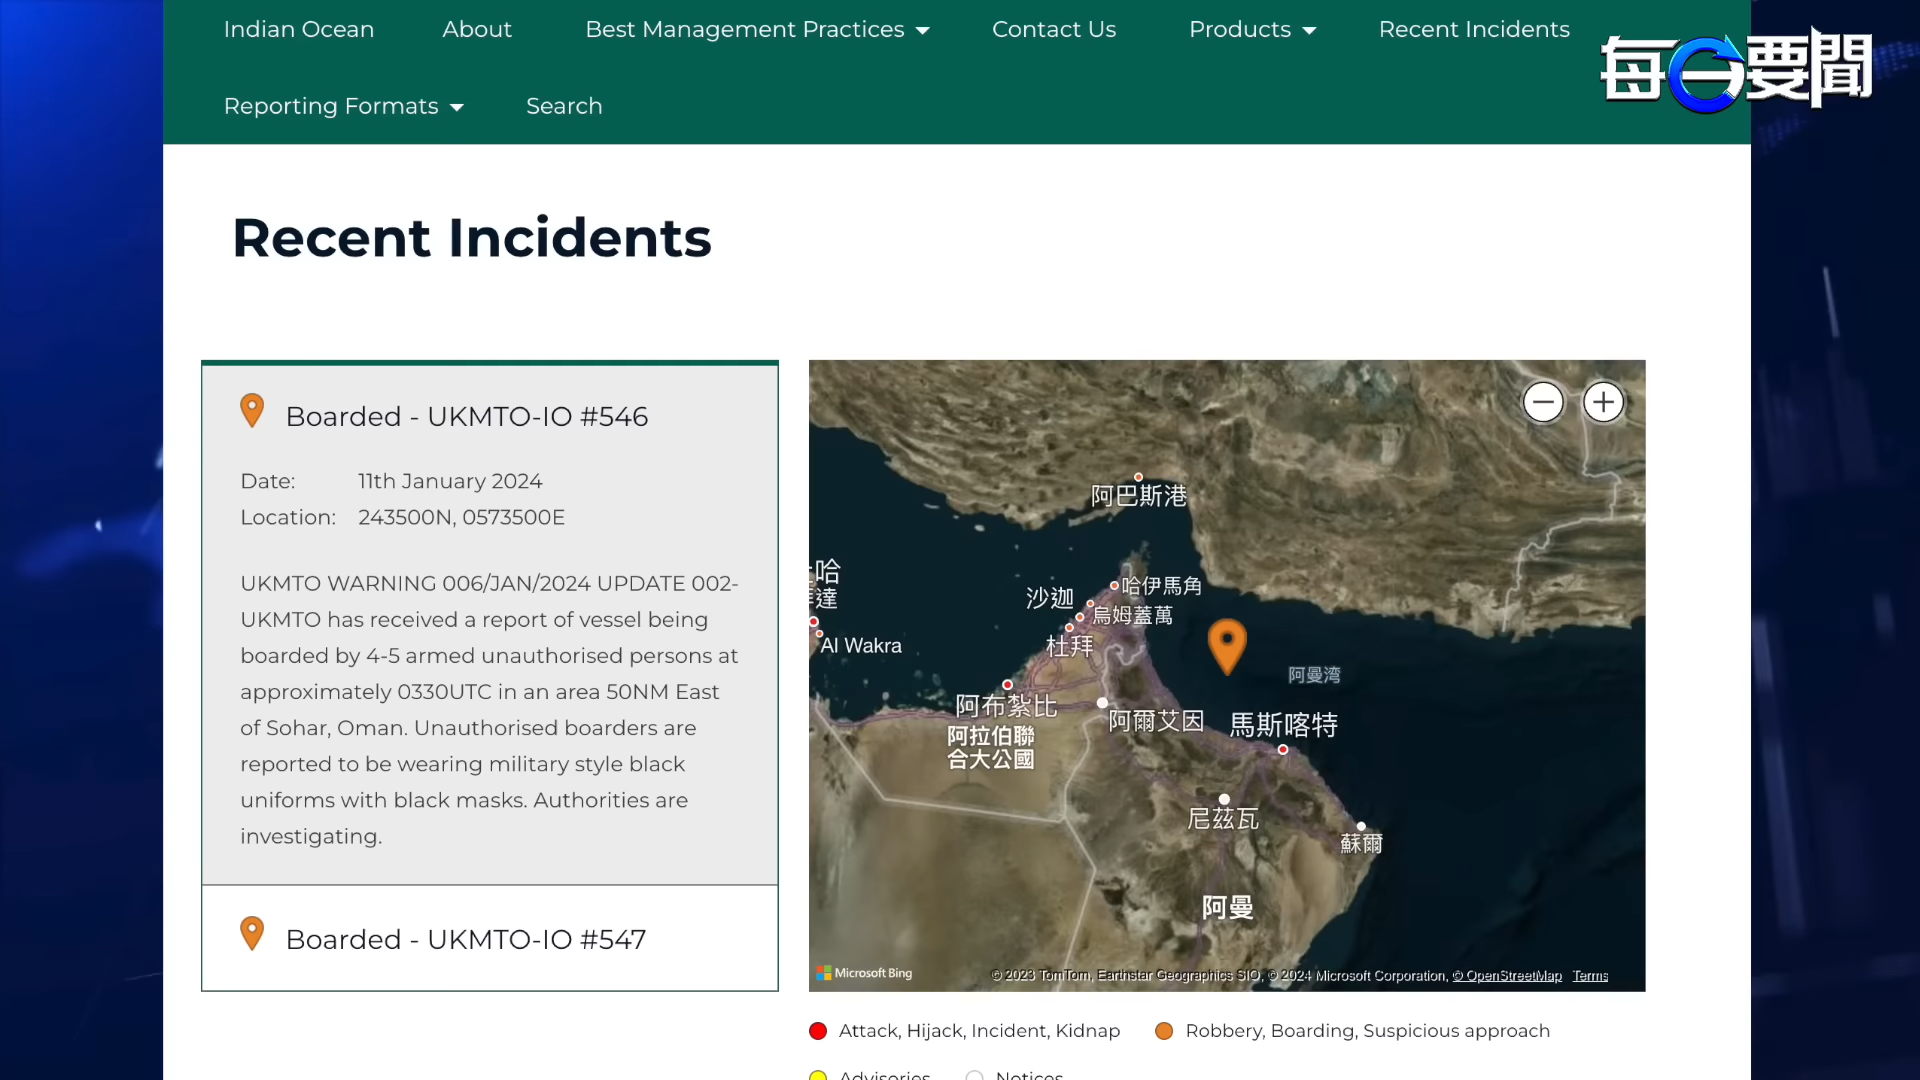 Indian Ocean
About
Best Management Practices
Contact Us
Products
Recent Incidents
每日要聞
Reporting Formats
Search
Recent Incidents
Boarded - UKMTO-IO #546
Date: 11th January 2024
Location: 243500N, 0573500E
UKMTO WARNING 006/JAN/2024 UPDATE 002-
UKMTO has received a report of vessel being
boarded by 4-5 armed unauthorised persons at
approximately 0330UTC in an area 50NM East
of Sohar, Oman. Unauthorised boarders are
reported to be wearing military style black
uniforms with black masks. Authorities are
investigating.
Boarded - UKMTO-IO #547
阿巴斯港
哈
達
Al Wakra
沙迦
哈伊馬角
烏姆蓋萬
杜拜
阿曼湾
阿布紮比
阿拉伯聯
合大公國
阿爾艾因
馬斯喀特
尼茲瓦
蘇爾
阿曼
Microsoft Bing
© 2023 TomTom, Earthstar Geographics SIO, © 2024 Microsoft Corporation, © OpenStreetMap Terms
Attack, Hijack, Incident, Kidnap
Robbery, Boarding, Suspicious approach
Advisories
Notices